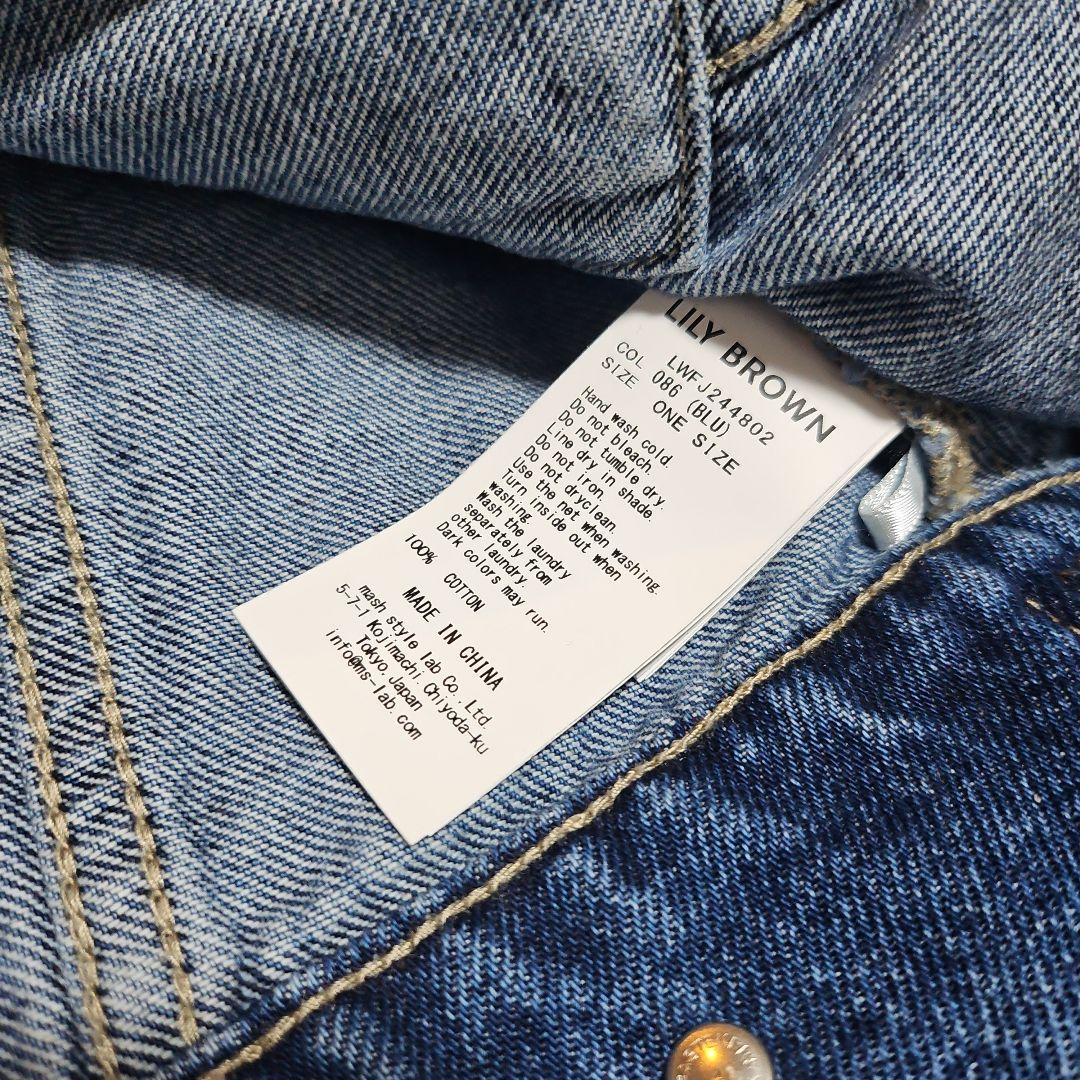 LILY BROWN
LWFJ244802
COL 086 (BLU)
SIZE ONE SIZE
Hand wash cold.
Do not bleach.
Do not tumble dry.
Line dry in shade.
Do not iron.
Do not dryclean
Use the net when washing.
Turn inside out when
washing.
Wash the laundry
separately from
other laundry.
Dark colors may run.
100% COTTON
MADE IN CHINA
mash style lab Co., Ltd.
5-7-1 Kojimachi, Chiyoda-ku
Tokyo, Japan
info@ms-lab.com